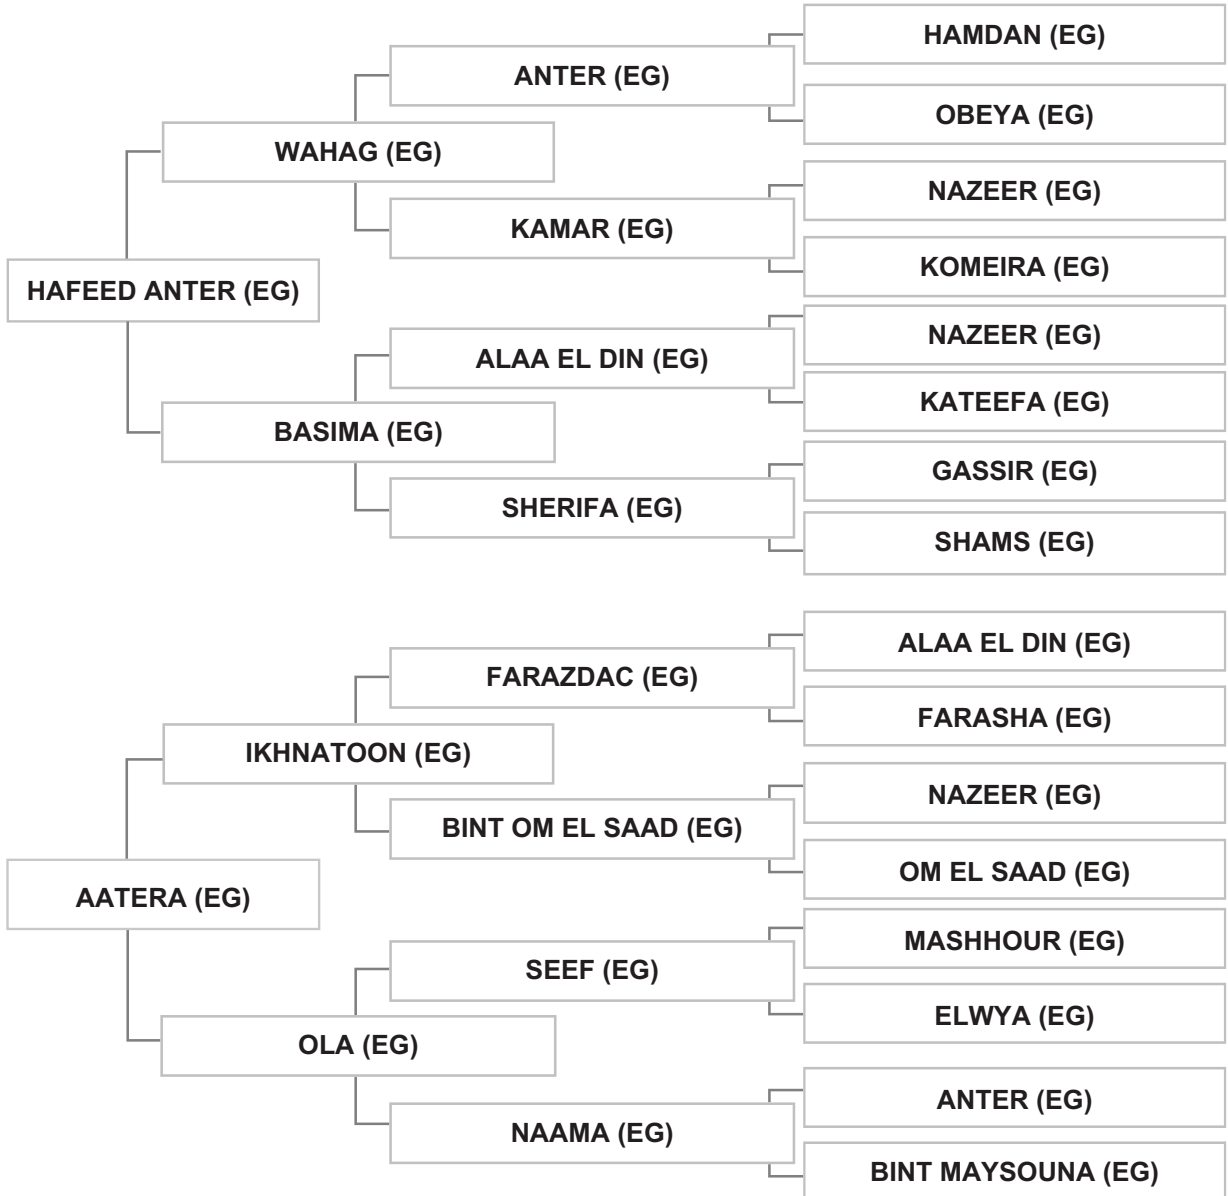 HAMDAN (EG)
ANTER (EG)
OBEYA (EG)
WAHAG (EG)
NAZEER (EG)
KAMAR (EG)
KOMEIRA (EG)
HAFEED ANTER (EG)
NAZEER (EG)
ALAA EL DIN (EG)
KATEEFA (EG)
BASIMA (EG)
GASSIR (EG)
SHERIFA (EG)
SHAMS (EG)
ALAA EL DIN (EG)
FARAZDAC (EG)
FARASHA (EG)
IKHNATOON (EG)
NAZEER (EG)
BINT OM EL SAAD (EG)
OM EL SAAD (EG)
AATERA (EG)
MASHHOUR (EG)
SEEF (EG)
ELWYA (EG)
OLA (EG)
ANTER (EG)
NAAMA (EG)
BINT MAYSOUNA (EG)